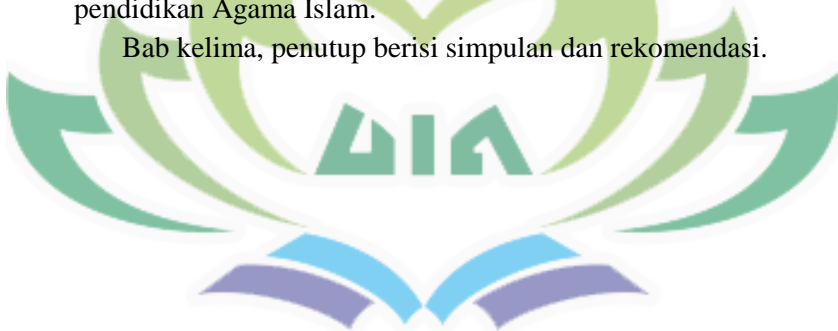 pendidikan Agama Islam.
Bab kelima, penutup berisi simpulan dan rekomendasi.
UIN